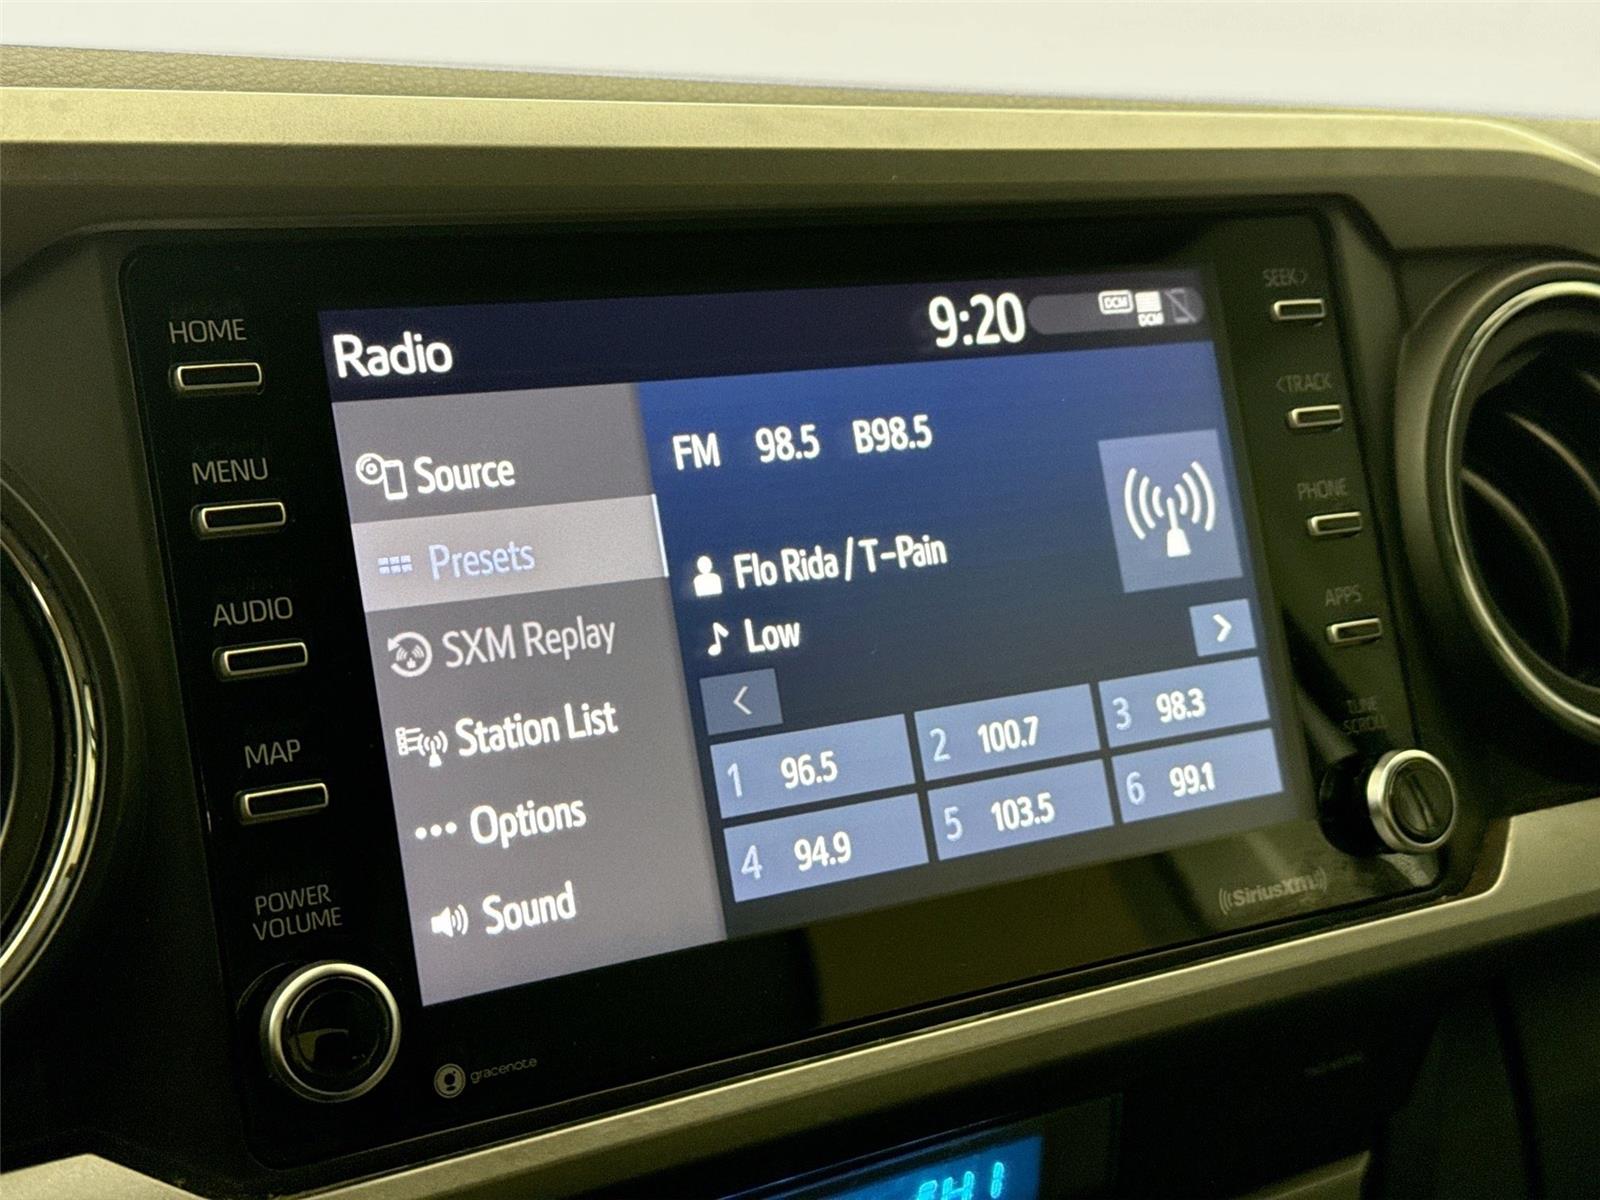 HOME
MENU
AUDIO
MAP
POWER
VOLUME
Radio
9:20
DCM
DCM
Source
Presets
SXM Replay
Station List
Options
Sound
FM 98.5 B98.5
Flo Rida / T-Pain
Low
1 96.5
2 100.7
3 98.3
4 94.9
5 103.5
6 99.1
SEEK>
<TRACK
PHONE
APPS
TUNE
SCROLL
SiriusXM
gracenote